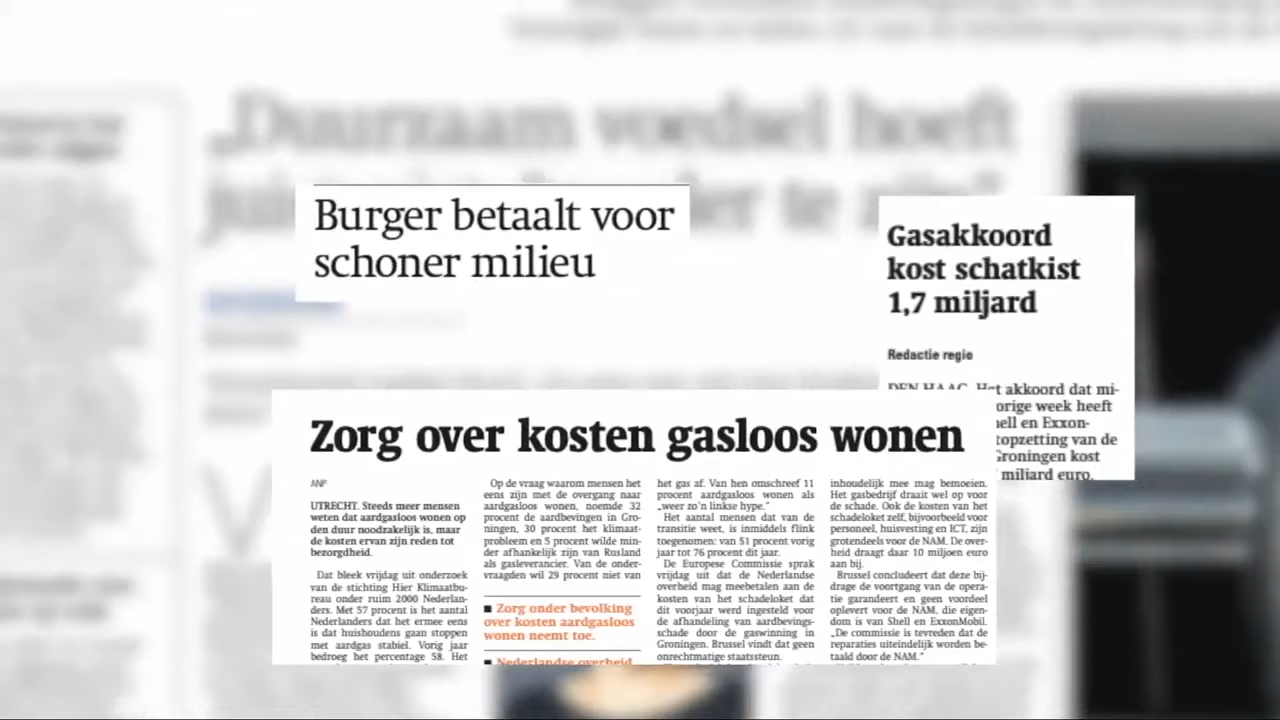 „Duurzaam voedsel hoeft
Burger betaalt voor
schoner milieu
Gasakkoord
kost schatkist
1,7 miljard
Redactie regio
DEN HAAG. Het akkoord dat mi-
orige week heeft
ell en Exxon-
topzetting van de
Groningen kost
miljard euro.
Zorg over kosten gasloos wonen
ANP
UTRECHT. Steeds meer mensen
weten dat aardgasloos wonen op
den duur noodzakelijk is, maar
de kosten ervan zijn reden tot
bezorgdheid.
Dat bleek vrijdag uit onderzoek
van de stichting Hier Klimaatbu-
reau onder ruim 2000 Nederlan-
ders. Met 57 procent is het aantal
Nederlanders dat het ermee eens
is dat huishoudens gaan stoppen
met aardgas stabiel. Vorig jaar
bedroeg het percentage 58. Het
Op de vraag waarom mensen het
eens zijn met de overgang naar
aardgasloos wonen, noemde 32
procent de aardbevingen in Gro-
ningen, 30 procent het klimaat-
probleem en 5 procent wilde min-
der afhankelijk zijn van Rusland
als gasleverancier. Van de onder-
vraagden wil 29 procent niet van
■ Zorg onder bevolking
over kosten aardgasloos
wonen neemt toe.
■ Nederlandse overheid
het gas af. Van hen omschreef 11
procent aardgasloos wonen als
„weer zo’n linkse hype.”
Het aantal mensen dat van de
transitie weet, is inmiddels flink
toegenomen: van 51 procent vorig
jaar tot 76 procent dit jaar.
De Europese Commissie sprak
vrijdag uit dat de Nederlandse
overheid mag meebetalen aan de
kosten van het schadeloket dat
dit voorjaar werd ingesteld voor
de afhandeling van aardbevings-
schade door de gaswinning in
Groningen. Brussel vindt dat geen
onrechtmatige staatssteun.
inhoudelijk mee mag bemoeien.
Het gasbedrijf draait wel op voor
de schade. Ook de kosten van het
schadeloket zelf, bijvoorbeeld voor
personeel, huisvesting en ICT, zijn
grotendeels voor de NAM. De over-
heid draagt daar 10 miljoen euro
aan bij.
Brussel concludeert dat deze bij-
drage de voortgang van de opera-
tie garandeert en geen voordeel
oplevert voor de NAM, die eigen-
dom is van Shell en ExxonMobil.
„De commissie is tevreden dat de
reparaties uiteindelijk worden be-
taald door de NAM.”